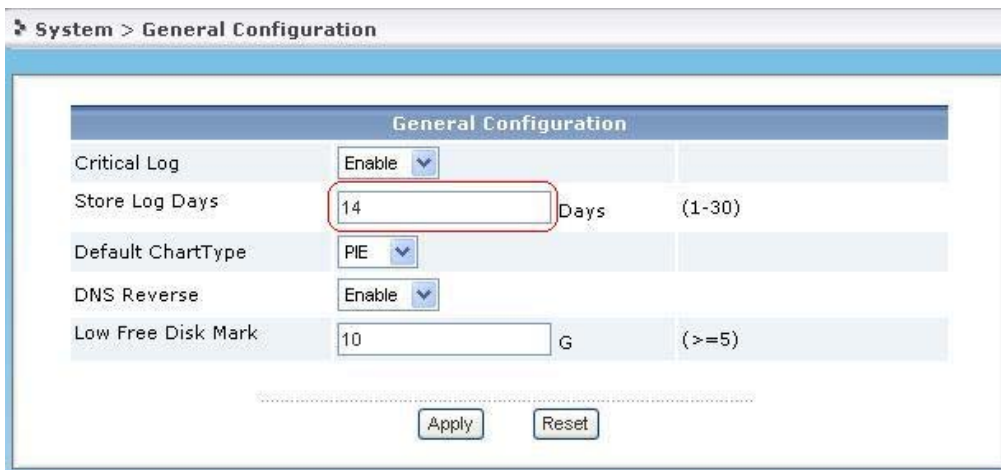 System > General Configuration
General Configuration
Critical Log Enable
Store Log Days 14 Days (1-30)
Default ChartType PIE
DNS Reverse Enable
Low Free Disk Mark 10 G (>=5)
Apply Reset